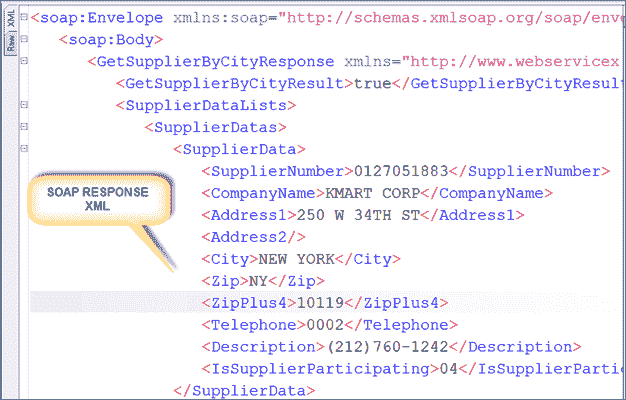 XML
Raw
<soap:Envelope xmlns:soap="http://schemas.xmlsoap.org/soap/enve
<soap:Body>
<GetSupplierByCityResponse xmlns="http://www.webservicex
<GetSupplierByCityResult>true</GetSupplierByCityResul
<SupplierDataLists>
<SupplierDatas>
<SupplierData>
<SupplierNumber>0127051883</SupplierNumber>
<CompanyName>KMART CORP</CompanyName>
<Address1>250 W 34TH ST</Address1>
<Address2/>
<City>NEW YORK</City>
<Zip>NY</Zip>
<ZipPlus4>10119</ZipPlus4>
<Telephone>0002</Telephone>
<Description>(212)760-1242</Description>
<IsSupplierParticipating>04</IsSupplierPartici
</SupplierData>
SOAP RESPONSE
XML